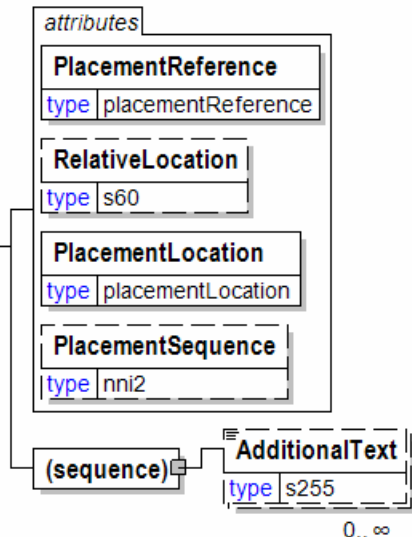 attributes
PlacementReference
type placementReference
RelativeLocation
type s60
PlacementLocation
type placementLocation
PlacementSequence
type nni2
(sequence)
AdditionalText
type s255
0.. ∞